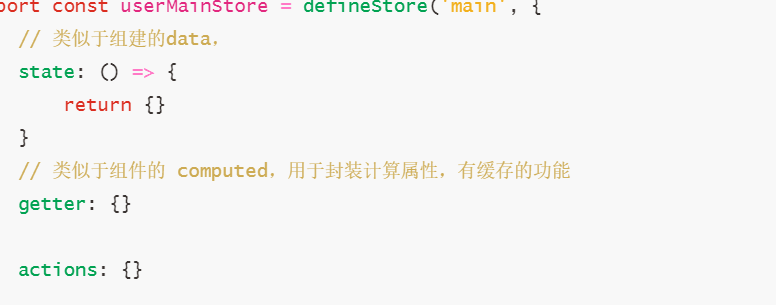 port const userMainStore = defineStore('main', {
// 类似于组建的data，
state: () => {
return {}
}
// 类似于组件的 computed，用于封装计算属性，有缓存的功能
getter: {}
actions: {}